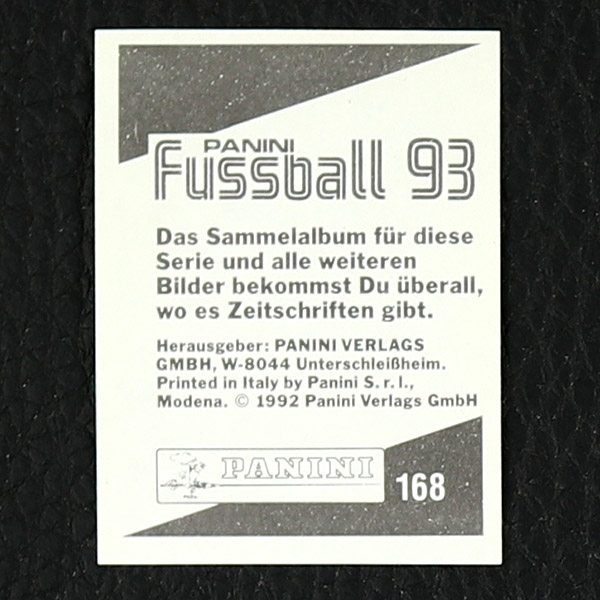 PANINI
Fussball 93
Das Sammelalbum für diese
Serie und alle weiteren
Bilder bekommst Du überall,
wo es Zeitschriften gibt.
Herausgeber: PANINI VERLAGS
GMBH, W-8044 Unterschleißheim.
Printed in Italy by Panini S.r.l.,
Modena. © 1992 Panini Verlags GmbH
PANINI
168